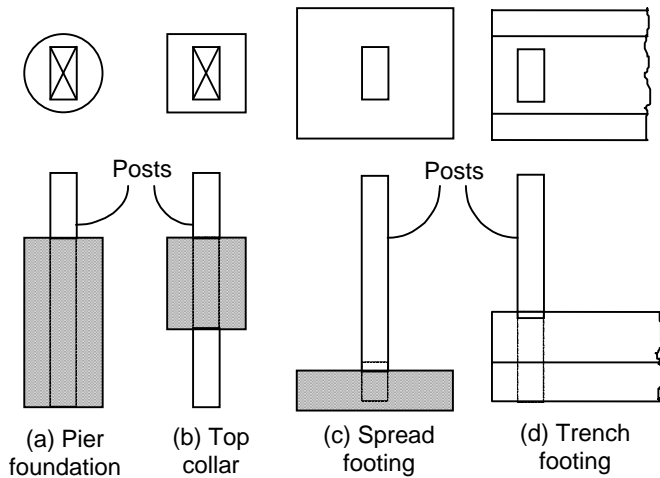 Posts
Posts
(a) Pier
foundation
(b) Top
collar
(c) Spread
footing
(d) Trench
footing